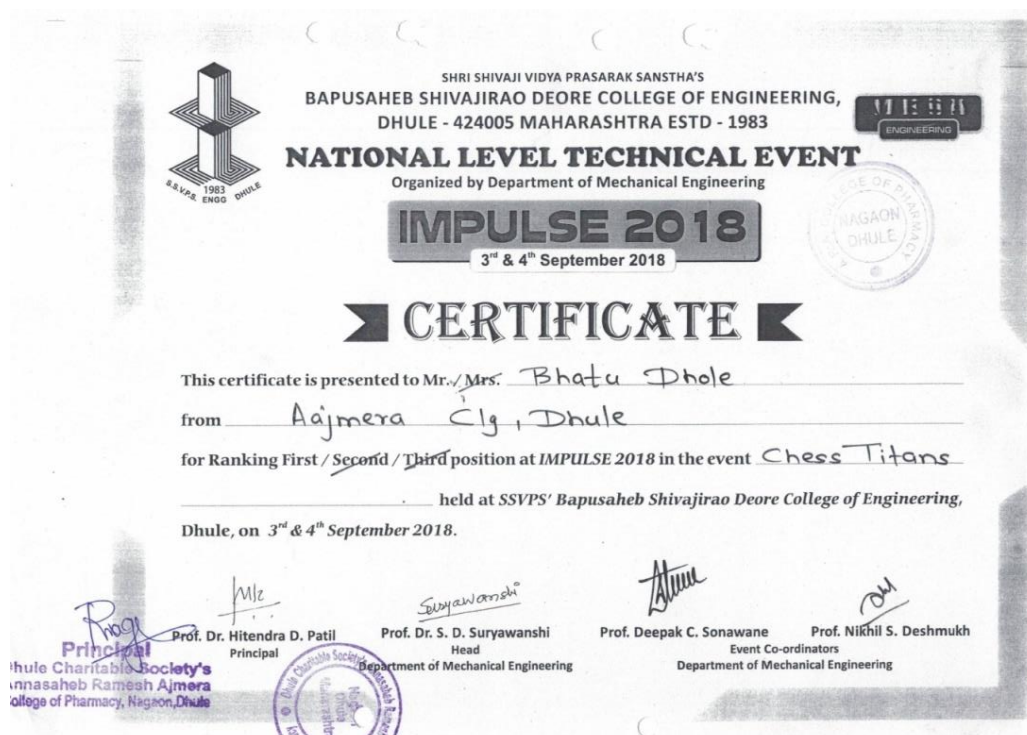 SHRI SHIVAJI VIDYA PRASARAK SANSTHA'S
BAPUSAHEB SHIVAJIRAO DEORE COLLEGE OF ENGINEERING,
DHULE - 424005 MAHARASHTRA ESTD - 1983
ENGINEERING
NATIONAL LEVEL TECHNICAL EVENT
Organized by Department of Mechanical Engineering
S.S.V.P.S. 1983 ENGG DHULE
IMPULSE 2018
3rd & 4th September 2018
COLLEGE OF PHARMACY
NAGAON
DHULE
CERTIFICATE
This certificate is presented to Mr./Mrs. Bhatu Dhole
from Aajmera Clg, Dhule
for Ranking First / Second / Third position at IMPULSE 2018 in the event Chess Titans
held at SSVPS' Bapusaheb Shivajirao Deore College of Engineering,
Dhule, on 3rd & 4th September 2018.
Suryawanshi
Prof. Dr. Hitendra D. Patil
Principal
Prof. Dr. S. D. Suryawanshi
Head
Department of Mechanical Engineering
Prof. Deepak C. Sonawane Prof. Nikhil S. Deshmukh
Event Co-ordinators
Department of Mechanical Engineering
Principal
hule Charitable Society's
nnasaheb Ramesh Ajmera
ollege of Pharmacy, Nagaon,Dhule